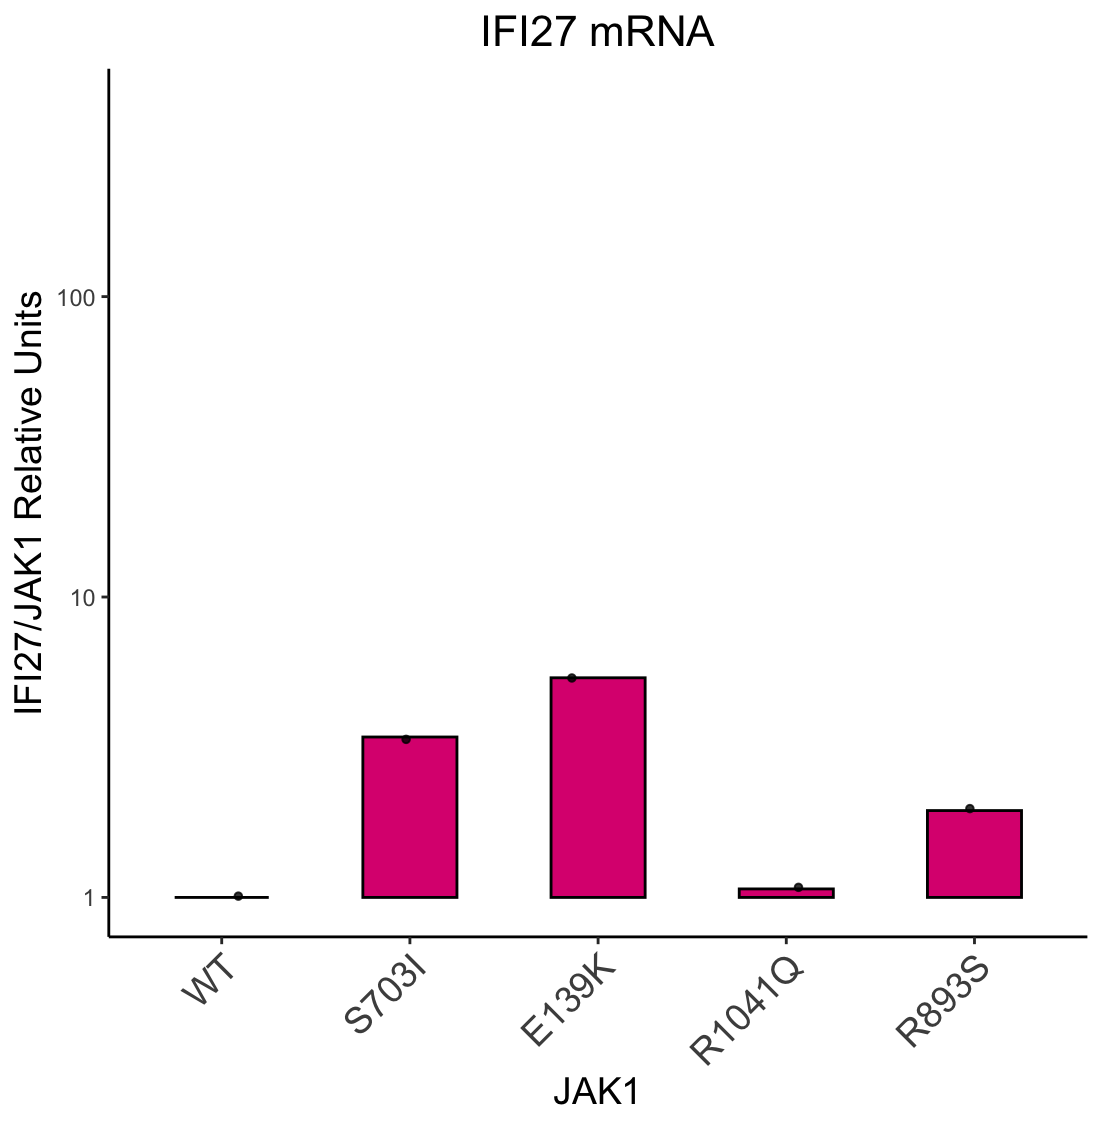 IFI27 mRNA
IFI27/JAK1 Relative Units
100
10
1
WT
S703I
E139K
R1041Q
R893S
JAK1